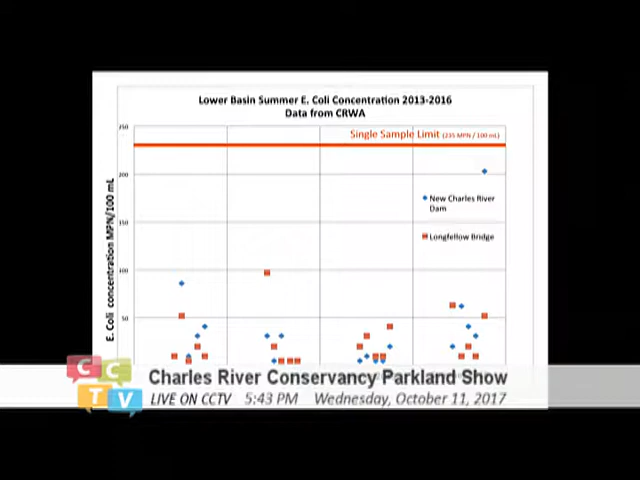 Lower Basin Summer E. Coli Concentration 2013-2016
Data from CRWA
Single Sample Limit (235 MPN / 100 mL)
E. Coli concentration MPN/100 mL
250
200
150
100
50
New Charles River
Dam
Longfellow Bridge
CCTV
Charles River Conservancy Parkland Show
LIVE ON CCTV 5:43 PM Wednesday, October 11, 2017